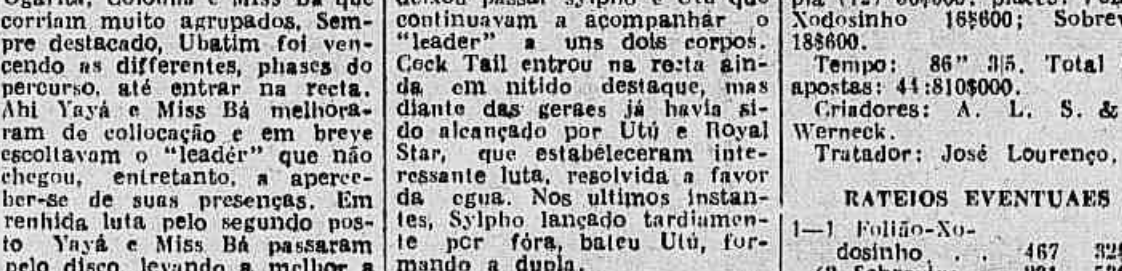 corriam muito agrupados. Sem-
pre destacado, Ubatim foi ven-
cendo as differentes, phases do
percurso, até entrar na recta.
Ahi Yayá e Miss Bá melhora-
ram de collocação e em breve
escoltavam o "leadér" que não
chegou, entretanto, a aperce-
ber-se de suas presenças. Em
renhida luta pelo segundo pos-
to Yayá e Miss Bá passaram
pelo disco, levando a melhor a
continuavam a acompanhar o
"leader" a uns dois corpos.
Cock Tail entrou na recta ain-
da em nitido destaque, mas
diante das geraes já havia si-
do alcançado por Utú e Royal
Star, que estabeleceram inte-
ressante luta, resolvida a favor
da egua. Nos ultimos instan-
tes, Sylpho lançado tardiamen-
te por fóra, bateu Utú, for-
mando a dupla.
Xodosinho 16$600; Sobre
18$600.
Tempo: 86" 3|5. Total
apostas: 44:810$000.
Criadores: A. L. S. &
Werneck.
Tratador: José Lourenço.
RATEIOS EVENTUAES
1—1 Folião-Xo-
dosinho . . 467